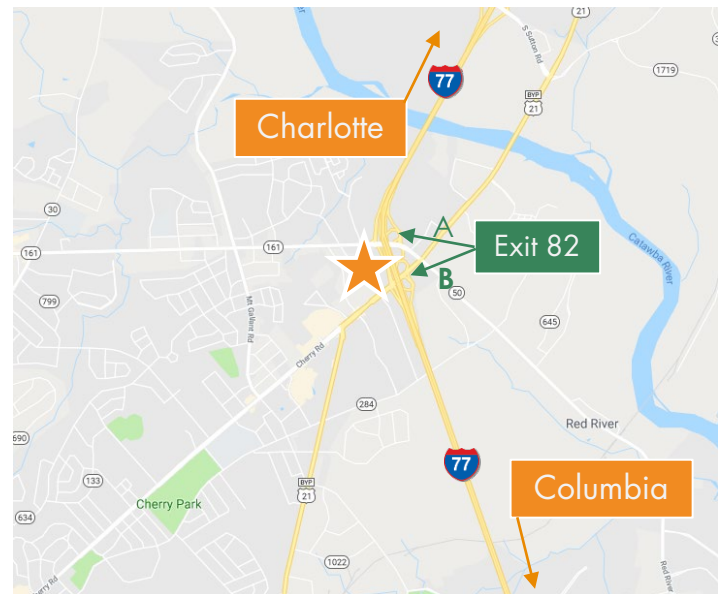 21
S Sutton Rd
77
1719
BYP
21
Charlotte
30
A
161
161
Exit 82
Catawba River
B
50
799
Mt Gallant Rd
645
Cherry Rd
284
Red River
690
77
133
BYP
21
Columbia
Cherry Park
634
1022
Cherry Rd
Red River